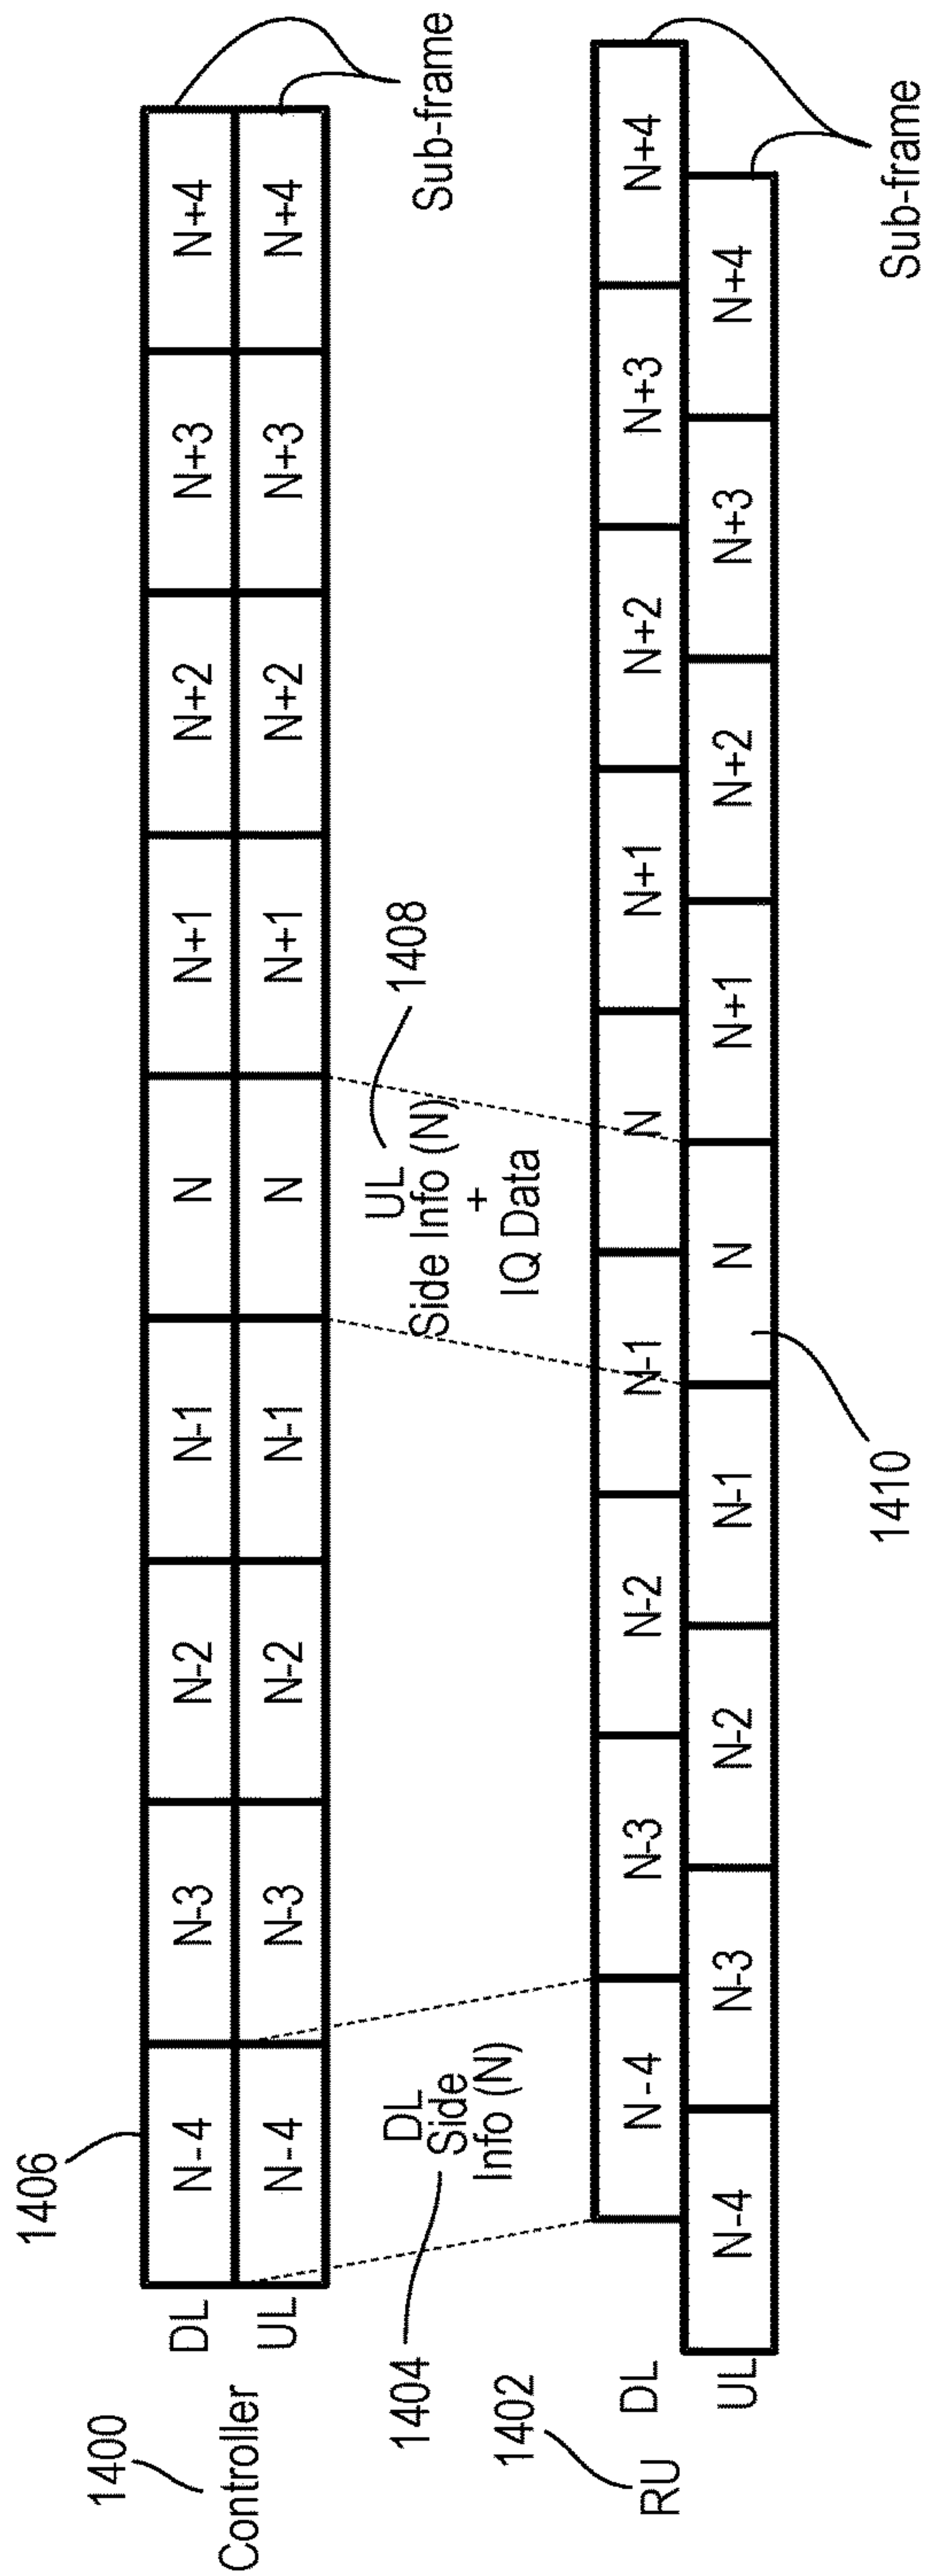 1400
Controller
1406
DL
N-4
N-3
N-2
N-1
N
N+1
N+2
N+3
N+4
UL
N-4
N-3
N-2
N-1
N
N+1
N+2
N+3
N+4
Sub-frame
1404
DL
Side
Info (N)
UL
Side Info (N)
+
IQ Data
1408
1402
RU
DL
N-4
N-3
N-2
N-1
N
N+1
N+2
N+3
N+4
UL
N-4
N-3
N-2
N-1
N
N+1
N+2
N+3
N+4
1410
Sub-frame